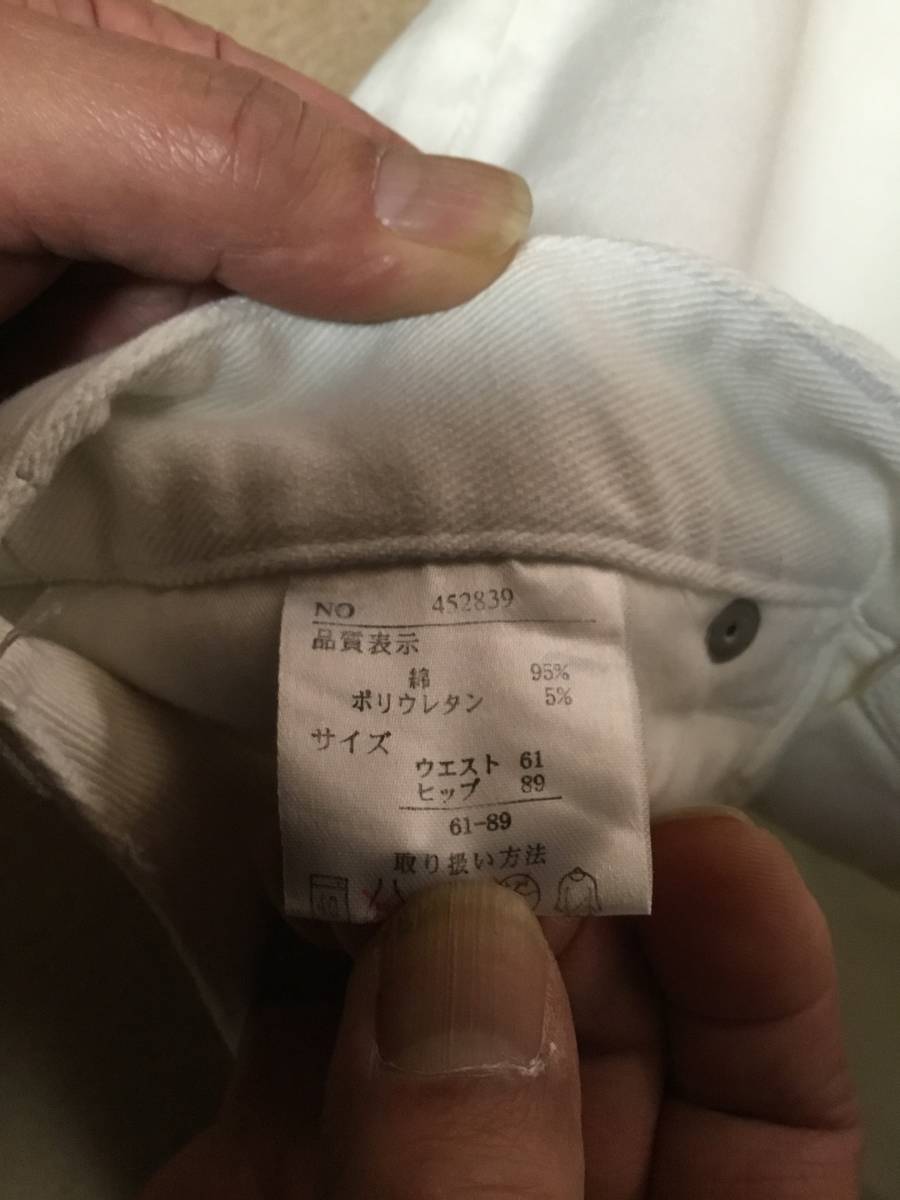 NO 452839
品質表示
綿 95%
ポリウレタン 5%
サイズ
ウエスト 61
ヒップ 89
61-89
取り扱い方法
40